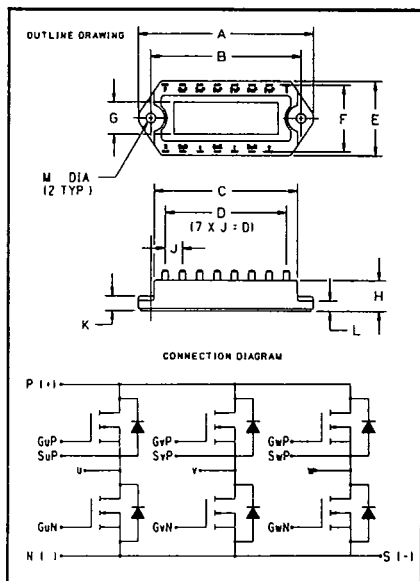 OUTLINE DRAWING
A
B
G
F
E
M DIA
(2 TYP)
C
D
(7 X J = D)
J
H
K
L
CONNECTION DIAGRAM
P (+)
GuP
SuP
u
GvP
SvP
v
GwP
SwP
w
GuN
GvN
GwN
N (-)
S (-)